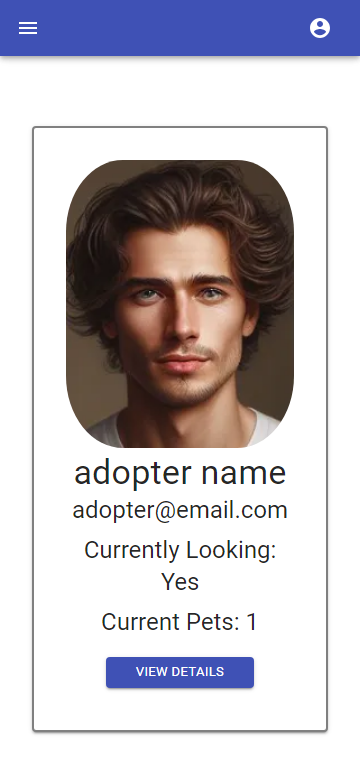 adopter name
adopter@email.com
Currently Looking:
Yes
Current Pets: 1
VIEW DETAILS